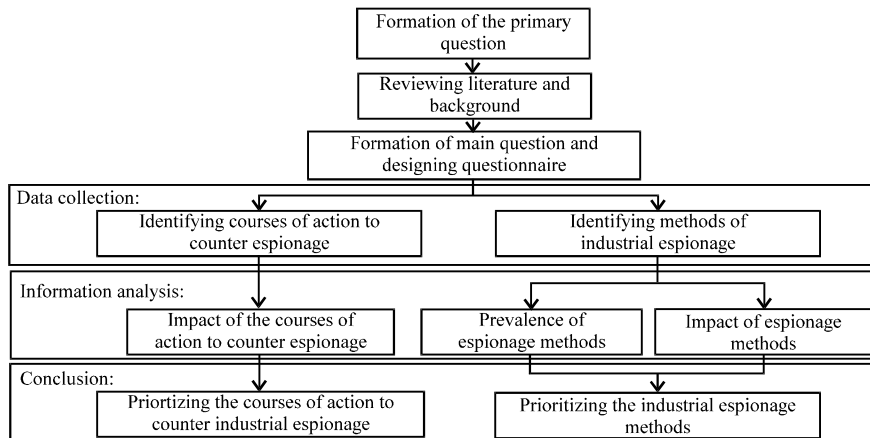 Formation of the primary
question
Reviewing literature and
background
Formation of main question and
designing questionnaire
Data collection:
Identifying courses of action to
counter espionage
Identifying methods of
industrial espionage
Information analysis:
Impact of the courses of
action to counter espionage
Prevalence of
espionage methods
Impact of espionage
methods
Conclusion:
Priortizing the courses of action to
counter industrial espionage
Prioritizing the industrial espionage
methods